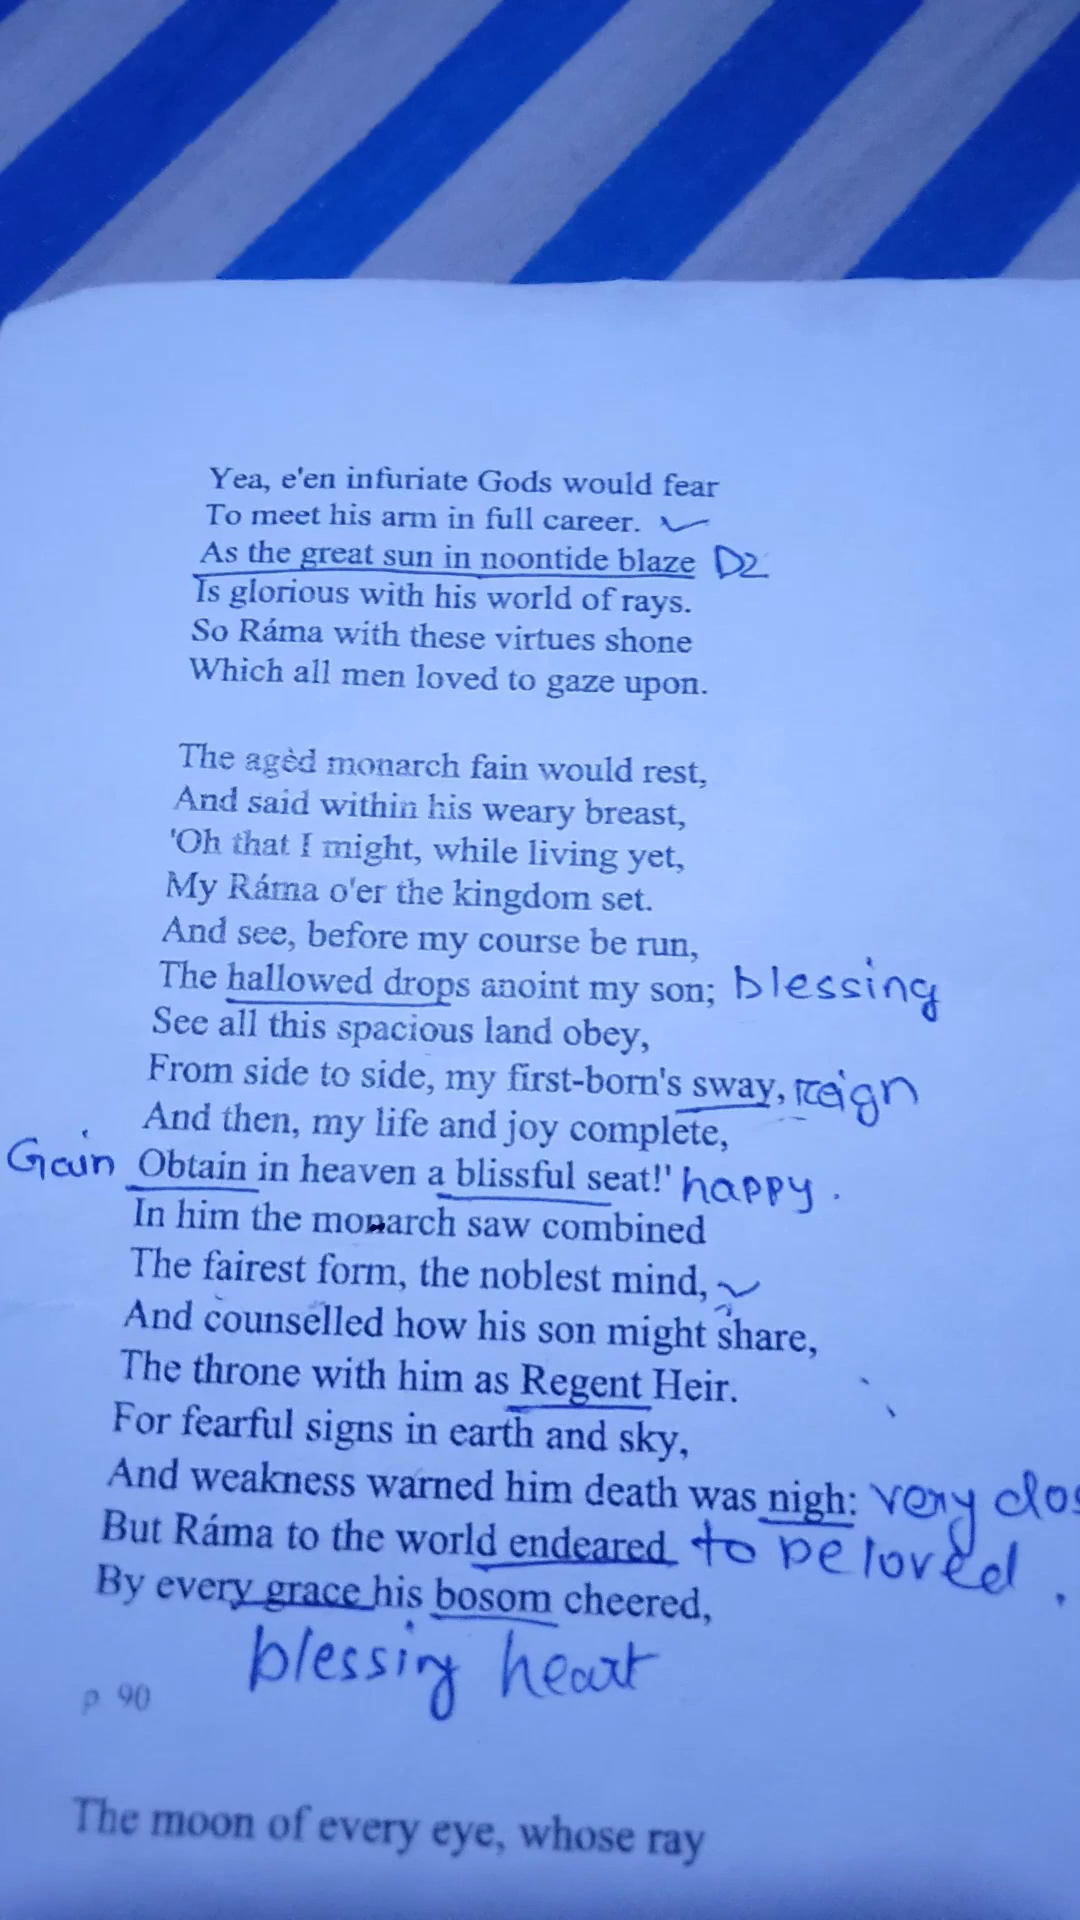 Yea, e'en infuriate Gods would fear
To meet his arm in full career.
As the great sun in noontide blaze D2
Is glorious with his world of rays.
So Ráma with these virtues shone
Which all men loved to gaze upon.
The agèd monarch fain would rest,
And said within his weary breast,
'Oh that I might, while living yet,
My Ráma o'er the kingdom set.
And see, before my course be run,
The hallowed drops anoint my son; blessing
See all this spacious land obey,
From side to side, my first-born's sway, reign
And then, my life and joy complete,
Gain Obtain in heaven a blissful seat!' happy.
In him the monarch saw combined
The fairest form, the noblest mind,
And counselled how his son might share,
The throne with him as Regent Heir.
For fearful signs in earth and sky,
And weakness warned him death was nigh: very clos
But Ráma to the world endeared to be loved.
By every grace his bosom cheered,
blessing heart
p 90
The moon of every eye, whose ray